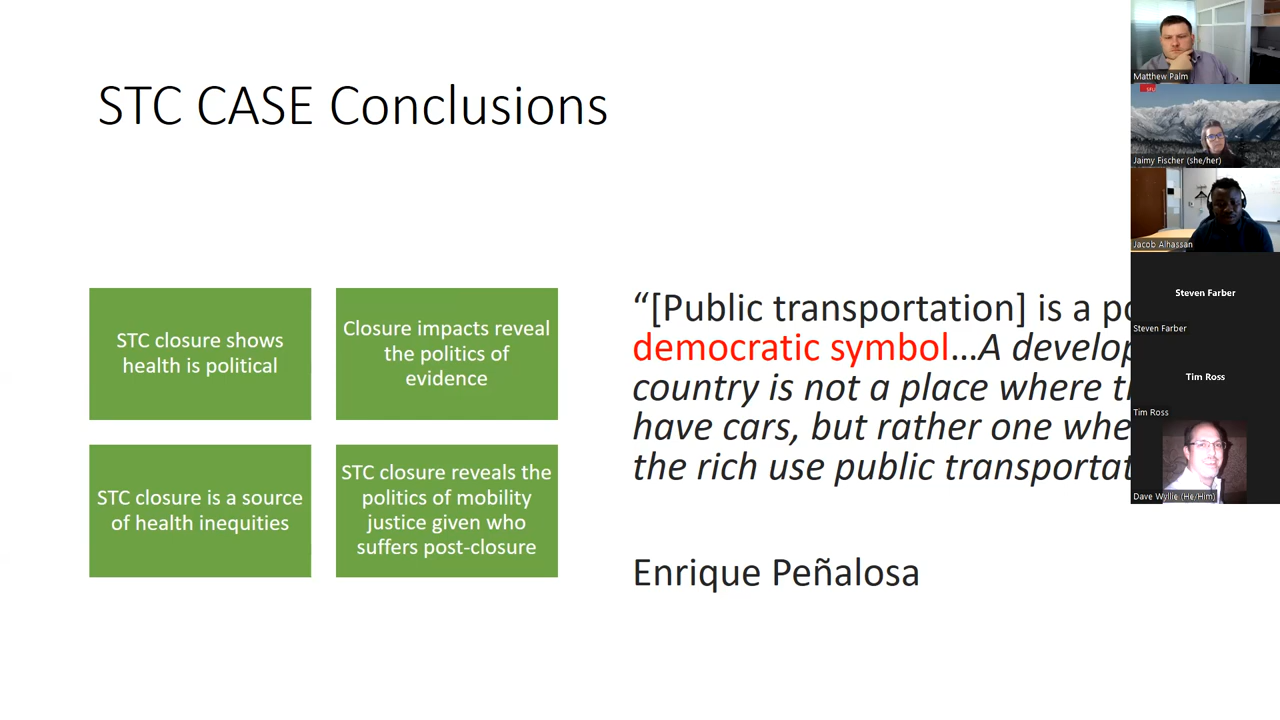 STC CASE Conclusions
STC closure shows
health is political
Closure impacts reveal
the politics of
evidence
STC closure is a source
of health inequities
STC closure reveals the
politics of mobility
justice given who
suffers post-closure
“[Public transportation] is a
democratic symbol…A
country is not a place where
have cars, but rather one
the rich use public
Enrique Peñalosa
Matthew Palm
SFU
Jaimy Fischer (she/her)
Jacob Alhassan
Steven Farber
Steven Farber
Tim Ross
Tim Ross
Dave Wyllie (He/Him)